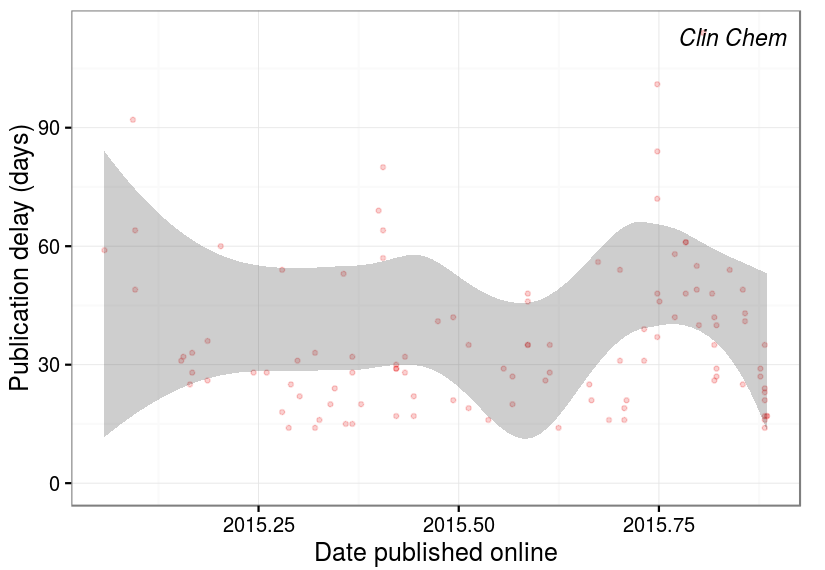 Clin Chem
Publication delay (days)
90
60
30
0
2015.25 2015.50 2015.75
Date published online